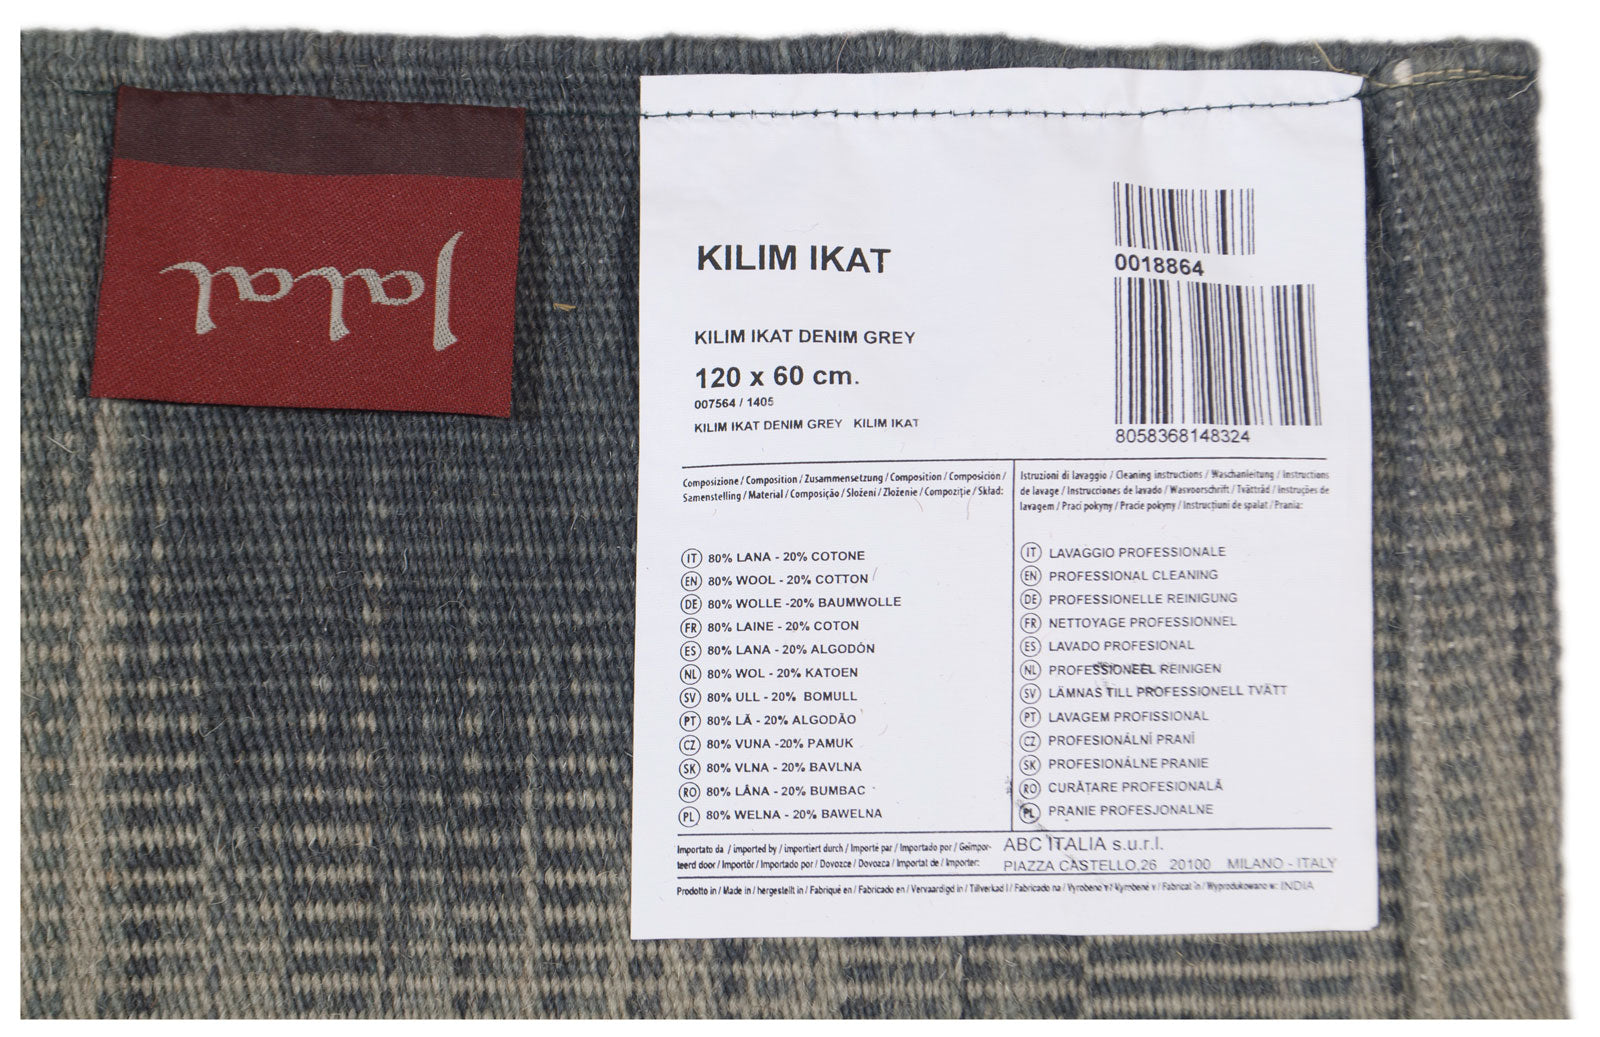 Jalal
KILIM IKAT
KILIM IKAT DENIM GREY
120 x 60 cm.
007564 / 1405
KILIM IKAT DENIM GREY KILIM IKAT
0018864
8058368148324
Composizione / Composition / Zusammensetzung / Composition / Composición /
Samenstelling / Material / Composição / Složeni / Zloženie / Compoziţie / Skład:
IT 80% LANA - 20% COTONE
EN 80% WOOL - 20% COTTON
DE 80% WOLLE -20% BAUMWOLLE
FR 80% LAINE - 20% COTON
ES 80% LANA - 20% ALGODÓN
NL 80% WOL - 20% KATOEN
SV 80% ULL - 20% BOMULL
PT 80% LÃ - 20% ALGODÃO
CZ 80% VUNA -20% PAMUK
SK 80% VLNA - 20% BAVLNA
RO 80% LÂNA - 20% BUMBAC
PL 80% WELNA - 20% BAWELNA
Istruzioni di lavaggio / Cleaning instructions / Waschanleitung / Instructions
de lavage / Instrucciones de lavado / Wasvoorschrift / Tvättråd / Instruções de
lavagem / Praci pokyny / Pracie pokyny / Instrucţiuni de spalat / Prania:
IT LAVAGGIO PROFESSIONALE
EN PROFESSIONAL CLEANING
DE PROFESSIONELLE REINIGUNG
FR NETTOYAGE PROFESSIONNEL
ES LAVADO PROFESIONAL
NL PROFESSIONEEL REINIGEN
SV LÄMNAS TILL PROFESSIONELL TVÄTT
PT LAVAGEM PROFISSIONAL
CZ PROFESIONÁLNÍ PRANÍ
SK PROFESIONÁLNE PRANIE
RO CURĂȚARE PROFESIONALĂ
PL PRANIE PROFESJONALNE
Importato da / imported by / importiert durch / Importé par / Importado por / Geïmpor-
teerd door / Importör / Importado por / Dovozce / Dovozca / Importat de / Importer:
ABC ITALIA s.u.r.l.
PIAZZA CASTELLO,26 20100 MILANO - ITALY
Prodotto in / Made in / hergestellt in / Fabriqué en / Fabricado en / Vervaardigd in / Tillverkad I / Fabricado na / Vyrobeno v / Vyrobené v / Fabricat în / Wyprodukowano w: INDIA